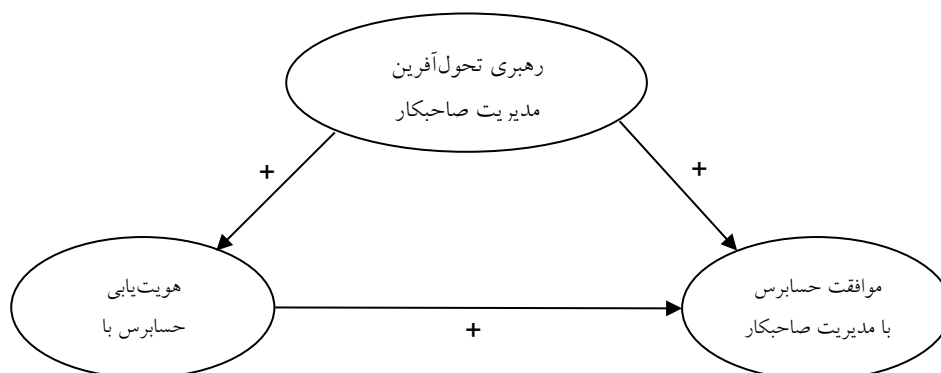 رهبری تحول‌آفرین
مدیریت صاحبکار
+
+
هویت‌یابی
حسابرس با
موافقت حسابرس
با مدیریت صاحبکار
+